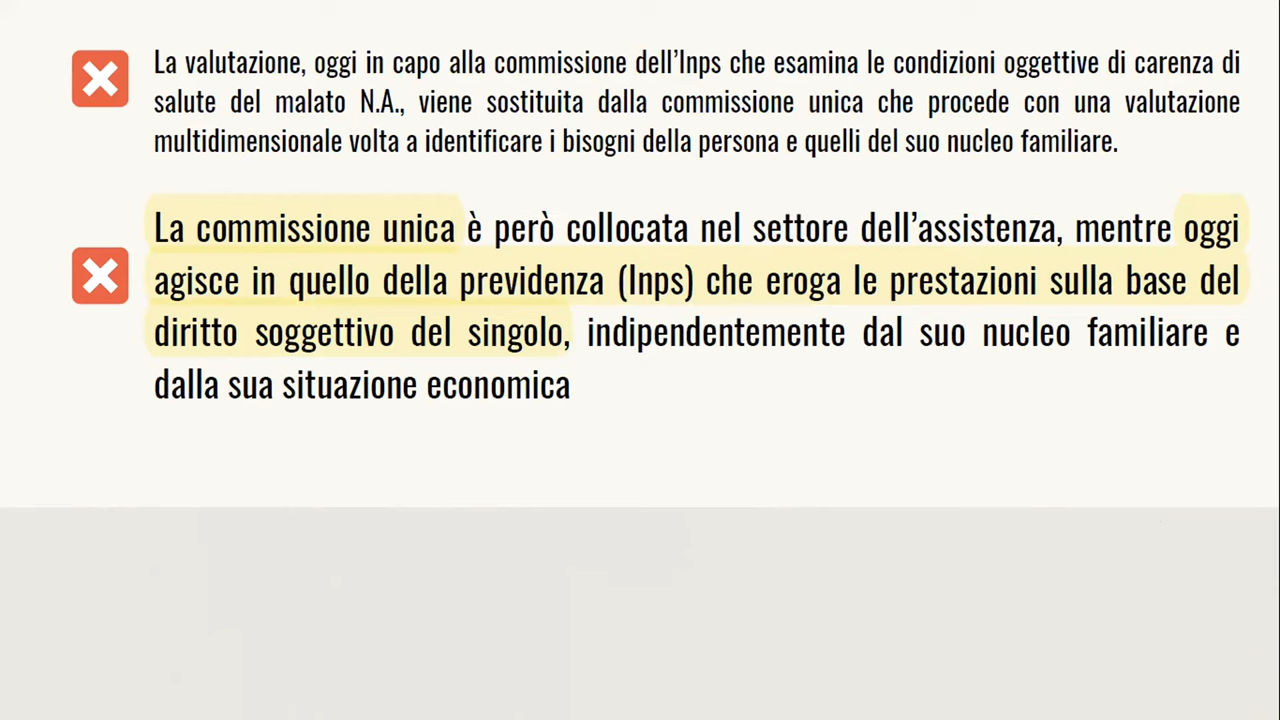 La valutazione, oggi in capo alla commissione dell’Inps che esamina le condizioni oggettive di carenza di
salute del malato N.A., viene sostituita dalla commissione unica che procede con una valutazione
multidimensionale volta a identificare i bisogni della persona e quelli del suo nucleo familiare.
La commissione unica è però collocata nel settore dell’assistenza, mentre oggi
agisce in quello della previdenza (Inps) che eroga le prestazioni sulla base del
diritto soggettivo del singolo, indipendentemente dal suo nucleo familiare e
dalla sua situazione economica